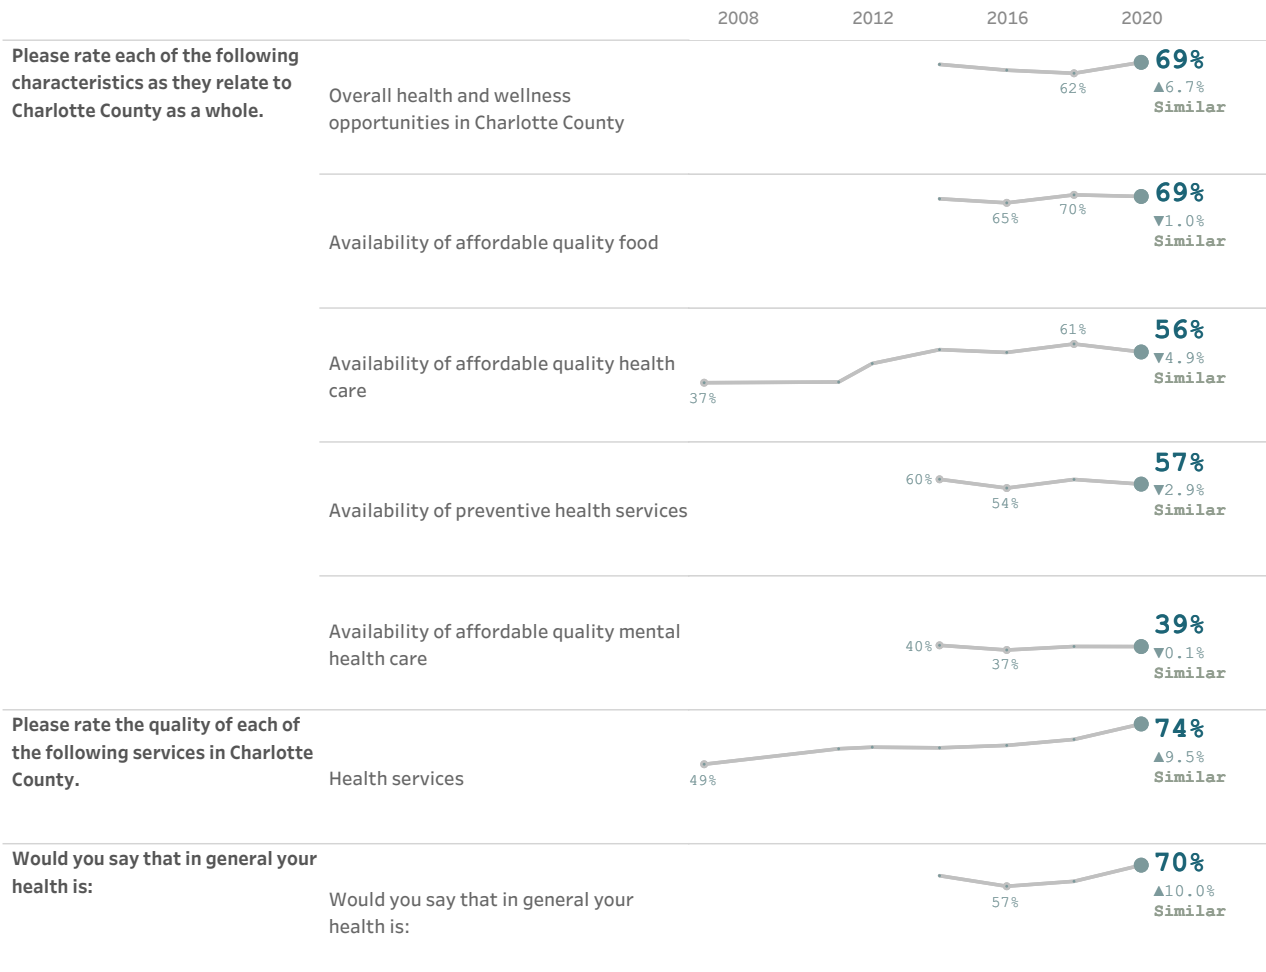 2008 2012 2016 2020
Please rate each of the following
characteristics as they relate to
Charlotte County as a whole.
Overall health and wellness
opportunities in Charlotte County
62%
69%
▲6.7%
Similar
Availability of affordable quality food
65%
70%
69%
▼1.0%
Similar
Availability of affordable quality health
care
37%
61%
56%
▼4.9%
Similar
Availability of preventive health services
60%
54%
57%
▼2.9%
Similar
Availability of affordable quality mental
health care
40%
37%
39%
▼0.1%
Similar
Please rate the quality of each of
the following services in Charlotte
County.
Health services
49%
74%
▲9.5%
Similar
Would you say that in general your
health is:
Would you say that in general your
health is:
57%
70%
▲10.0%
Similar